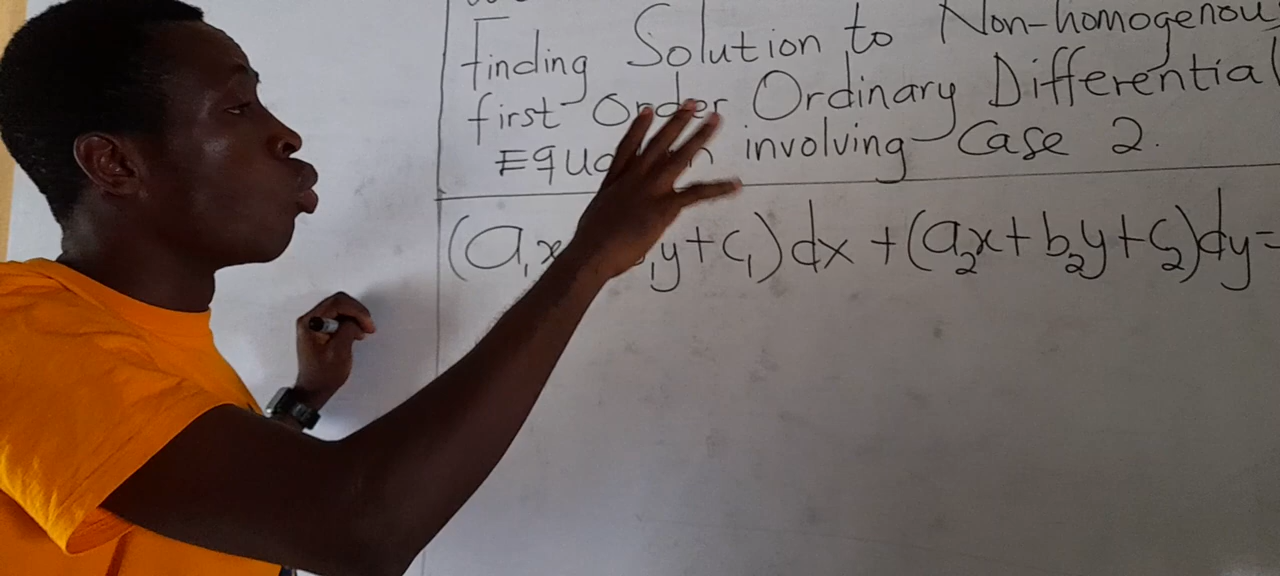 Finding Solution to Non-homogenou
first Order Ordinary Differential
involving Case 2.
(a₁x y+c₁)dx +(a₂x+b₂y+c₂)dy=